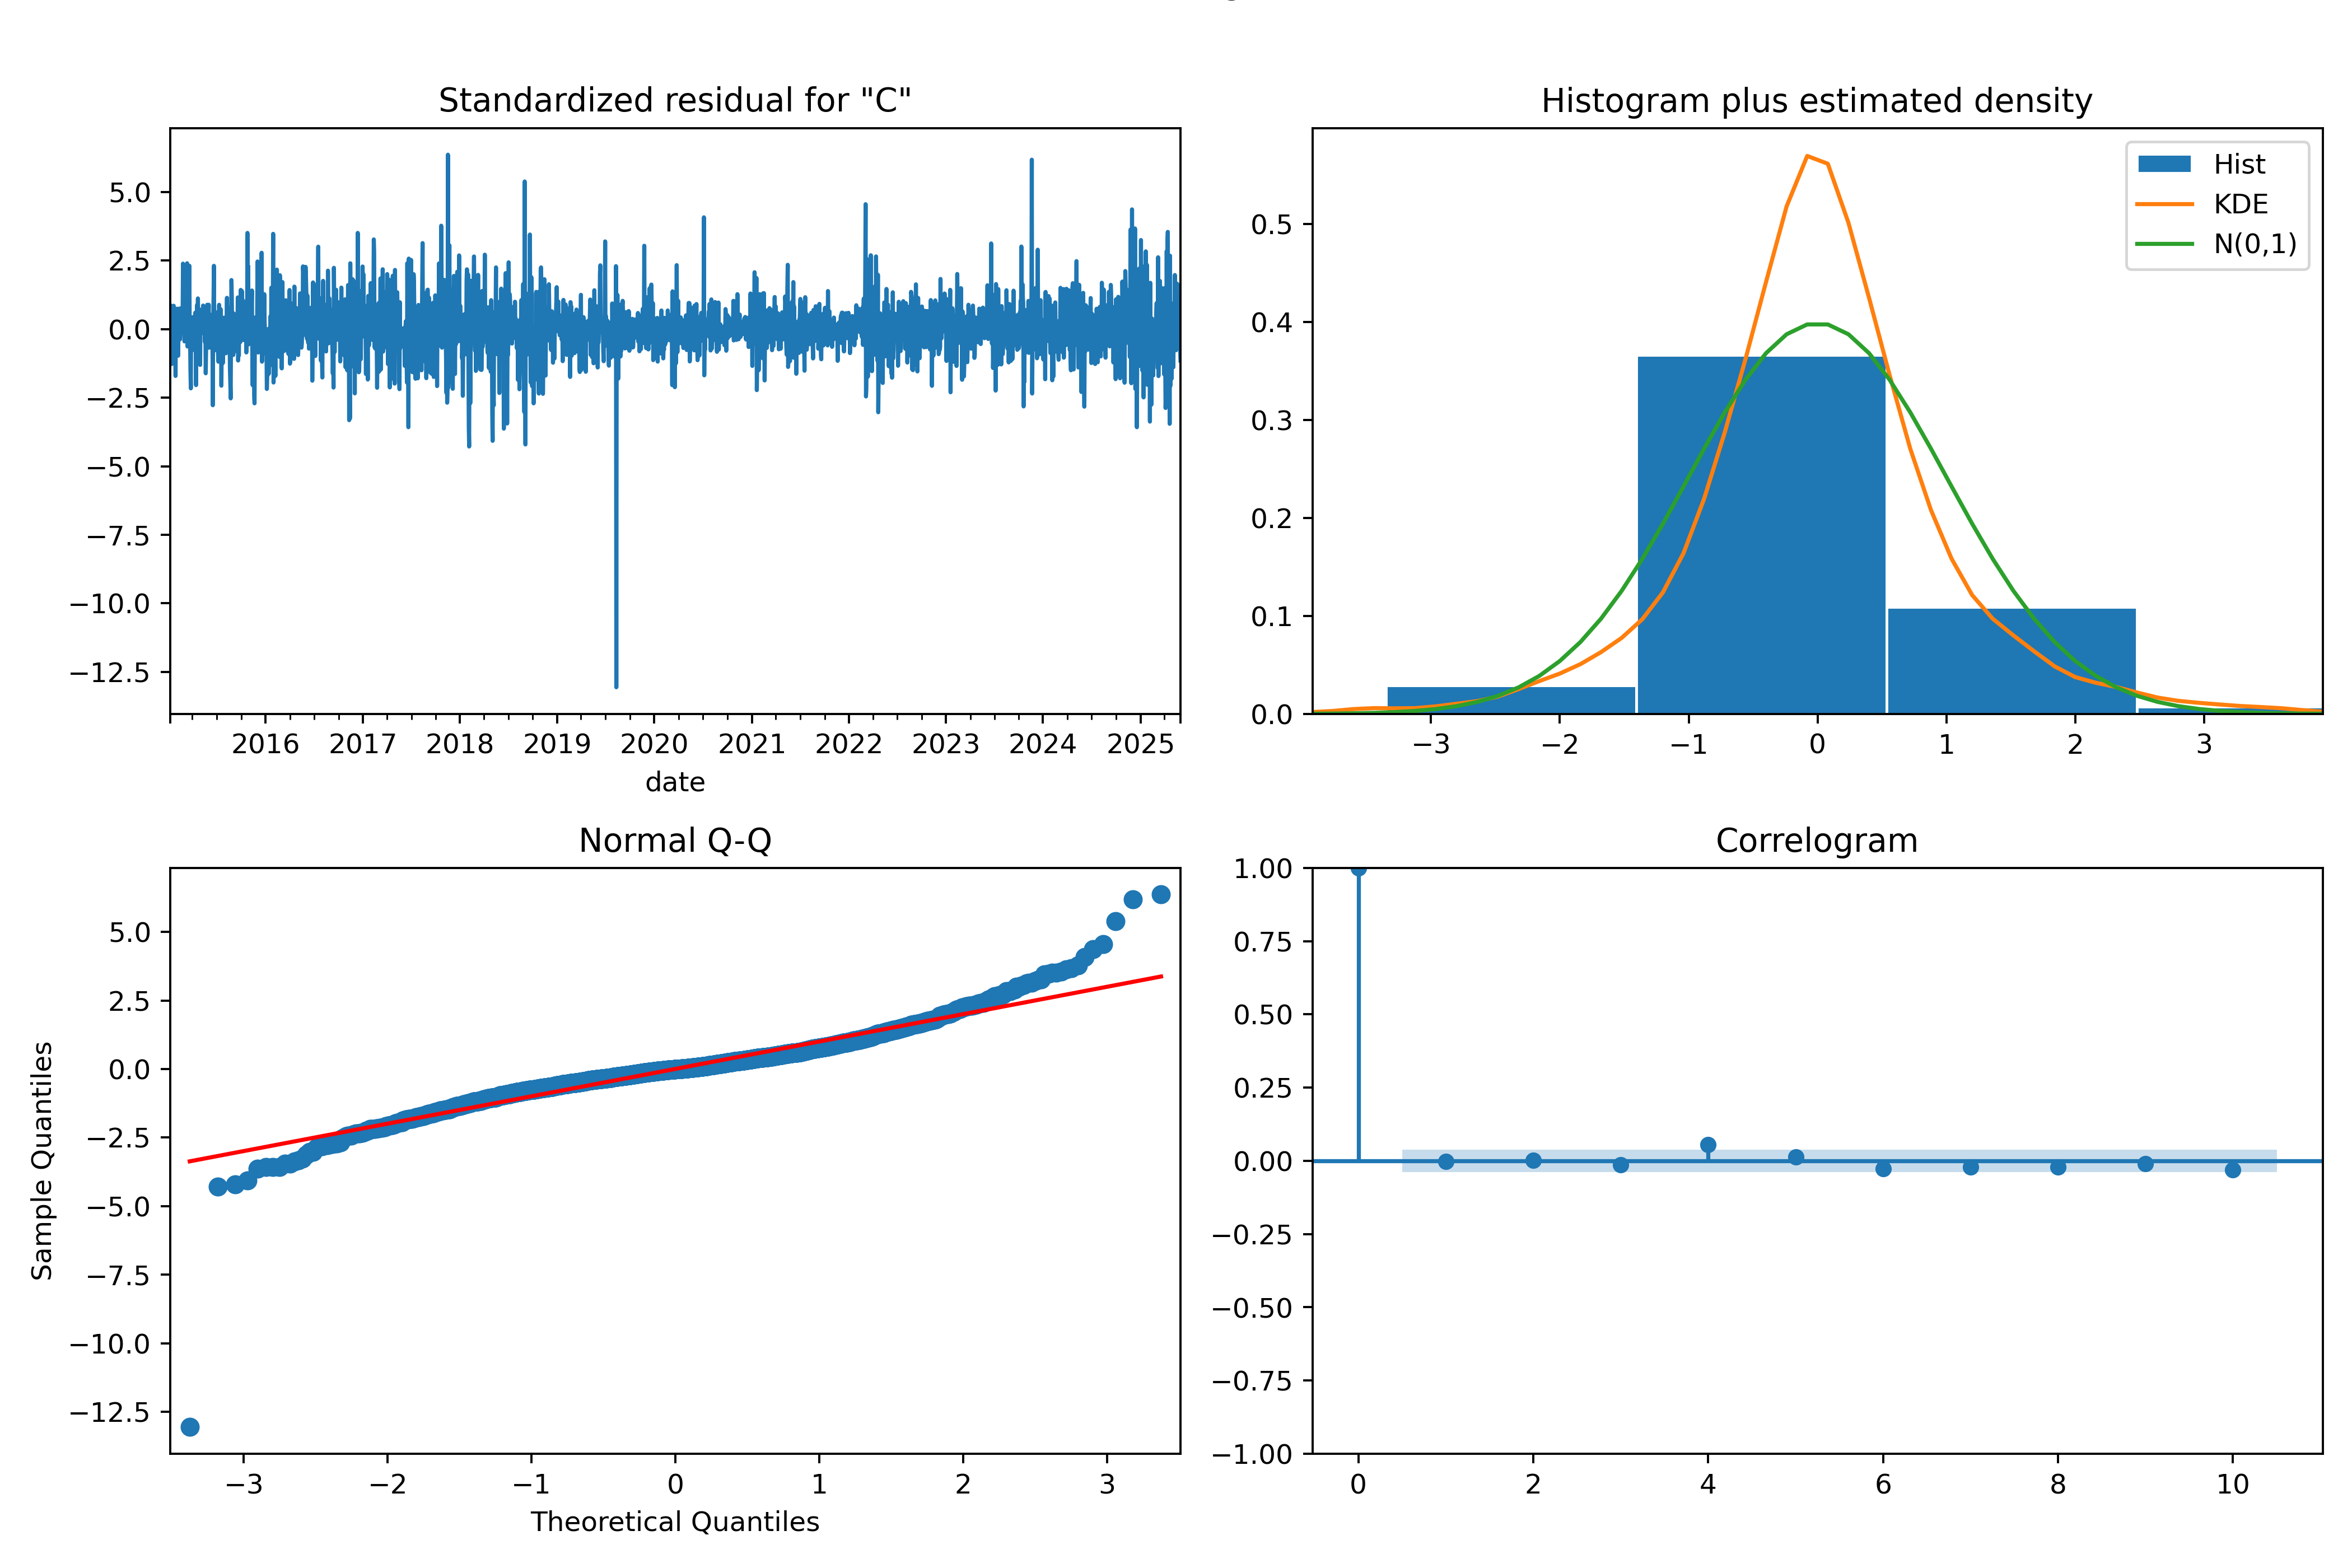 Standardized residual for "C"
5.0
2.5
0.0
−2.5
−5.0
−7.5
−10.0
−12.5
2016 2017 2018 2019 2020 2021 2022 2023 2024 2025
date
Histogram plus estimated density
Hist
KDE
N(0,1)
0.5
0.4
0.3
0.2
0.1
0.0
−3 −2 −1 0 1 2 3
Normal Q-Q
Sample Quantiles
5.0
2.5
0.0
−2.5
−5.0
−7.5
−10.0
−12.5
−3 −2 −1 0 1 2 3
Theoretical Quantiles
Correlogram
1.00
0.75
0.50
0.25
0.00
−0.25
−0.50
−0.75
−1.00
0 2 4 6 8 10